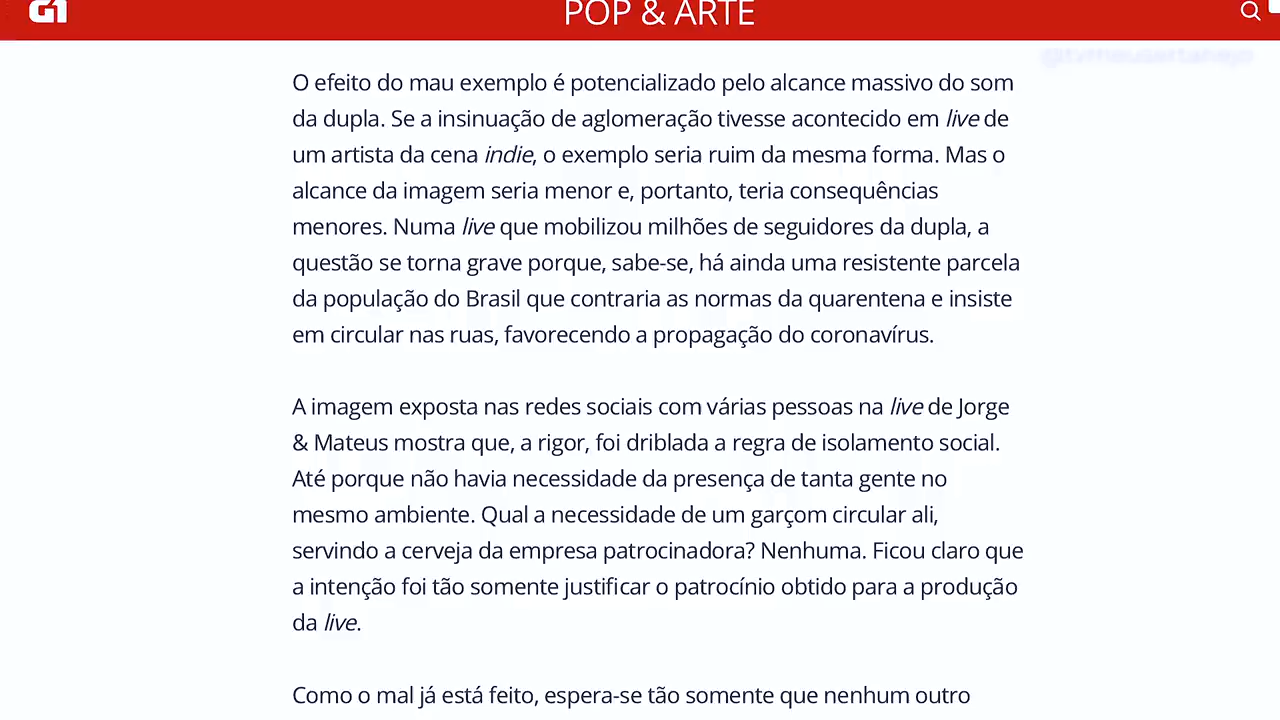 G1
POP & ARTE
@tvmeusertanejo
O efeito do mau exemplo é potencializado pelo alcance massivo do som
da dupla. Se a insinuação de aglomeração tivesse acontecido em live de
um artista da cena indie, o exemplo seria ruim da mesma forma. Mas o
alcance da imagem seria menor e, portanto, teria consequências
menores. Numa live que mobilizou milhões de seguidores da dupla, a
questão se torna grave porque, sabe-se, há ainda uma resistente parcela
da população do Brasil que contraria as normas da quarentena e insiste
em circular nas ruas, favorecendo a propagação do coronavírus.
A imagem exposta nas redes sociais com várias pessoas na live de Jorge
& Mateus mostra que, a rigor, foi driblada a regra de isolamento social.
Até porque não havia necessidade da presença de tanta gente no
mesmo ambiente. Qual a necessidade de um garçom circular ali,
servindo a cerveja da empresa patrocinadora? Nenhuma. Ficou claro que
a intenção foi tão somente justificar o patrocínio obtido para a produção
da live.
Como o mal já está feito, espera-se tão somente que nenhum outro